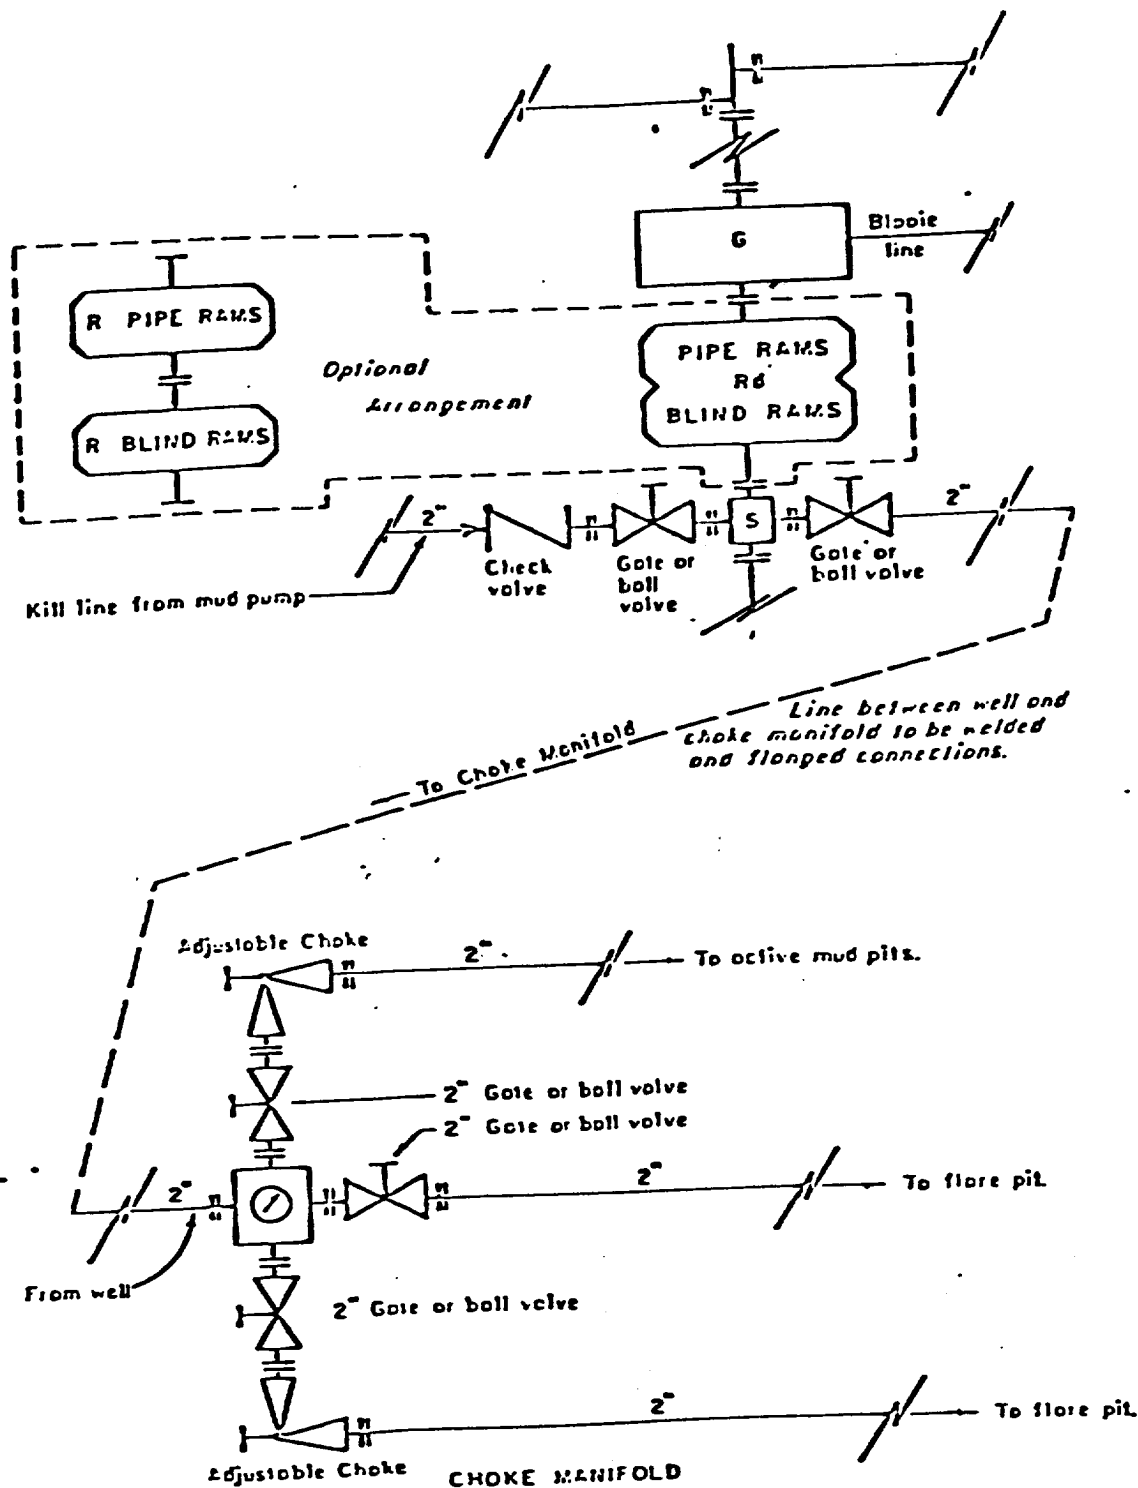 G
Blooie
line
R PIPE RAMS
PIPE RAMS
Rd
BLIND RAMS
Optional
Arrangement
R BLIND RAMS
2"
S
2"
Check
valve
Gate or
ball
valve
Gate or
ball valve
Kill line from mud pump
Line between well and
choke manifold to be welded
and flanged connections.
To Choke Manifold
Adjustable Choke
2"
To active mud pits.
2" Gate or ball valve
2" Gate or ball valve
2"
2"
To flare pit.
From well
2" Gate or ball valve
2"
To flare pit.
Adjustable Choke
CHOKE MANIFOLD